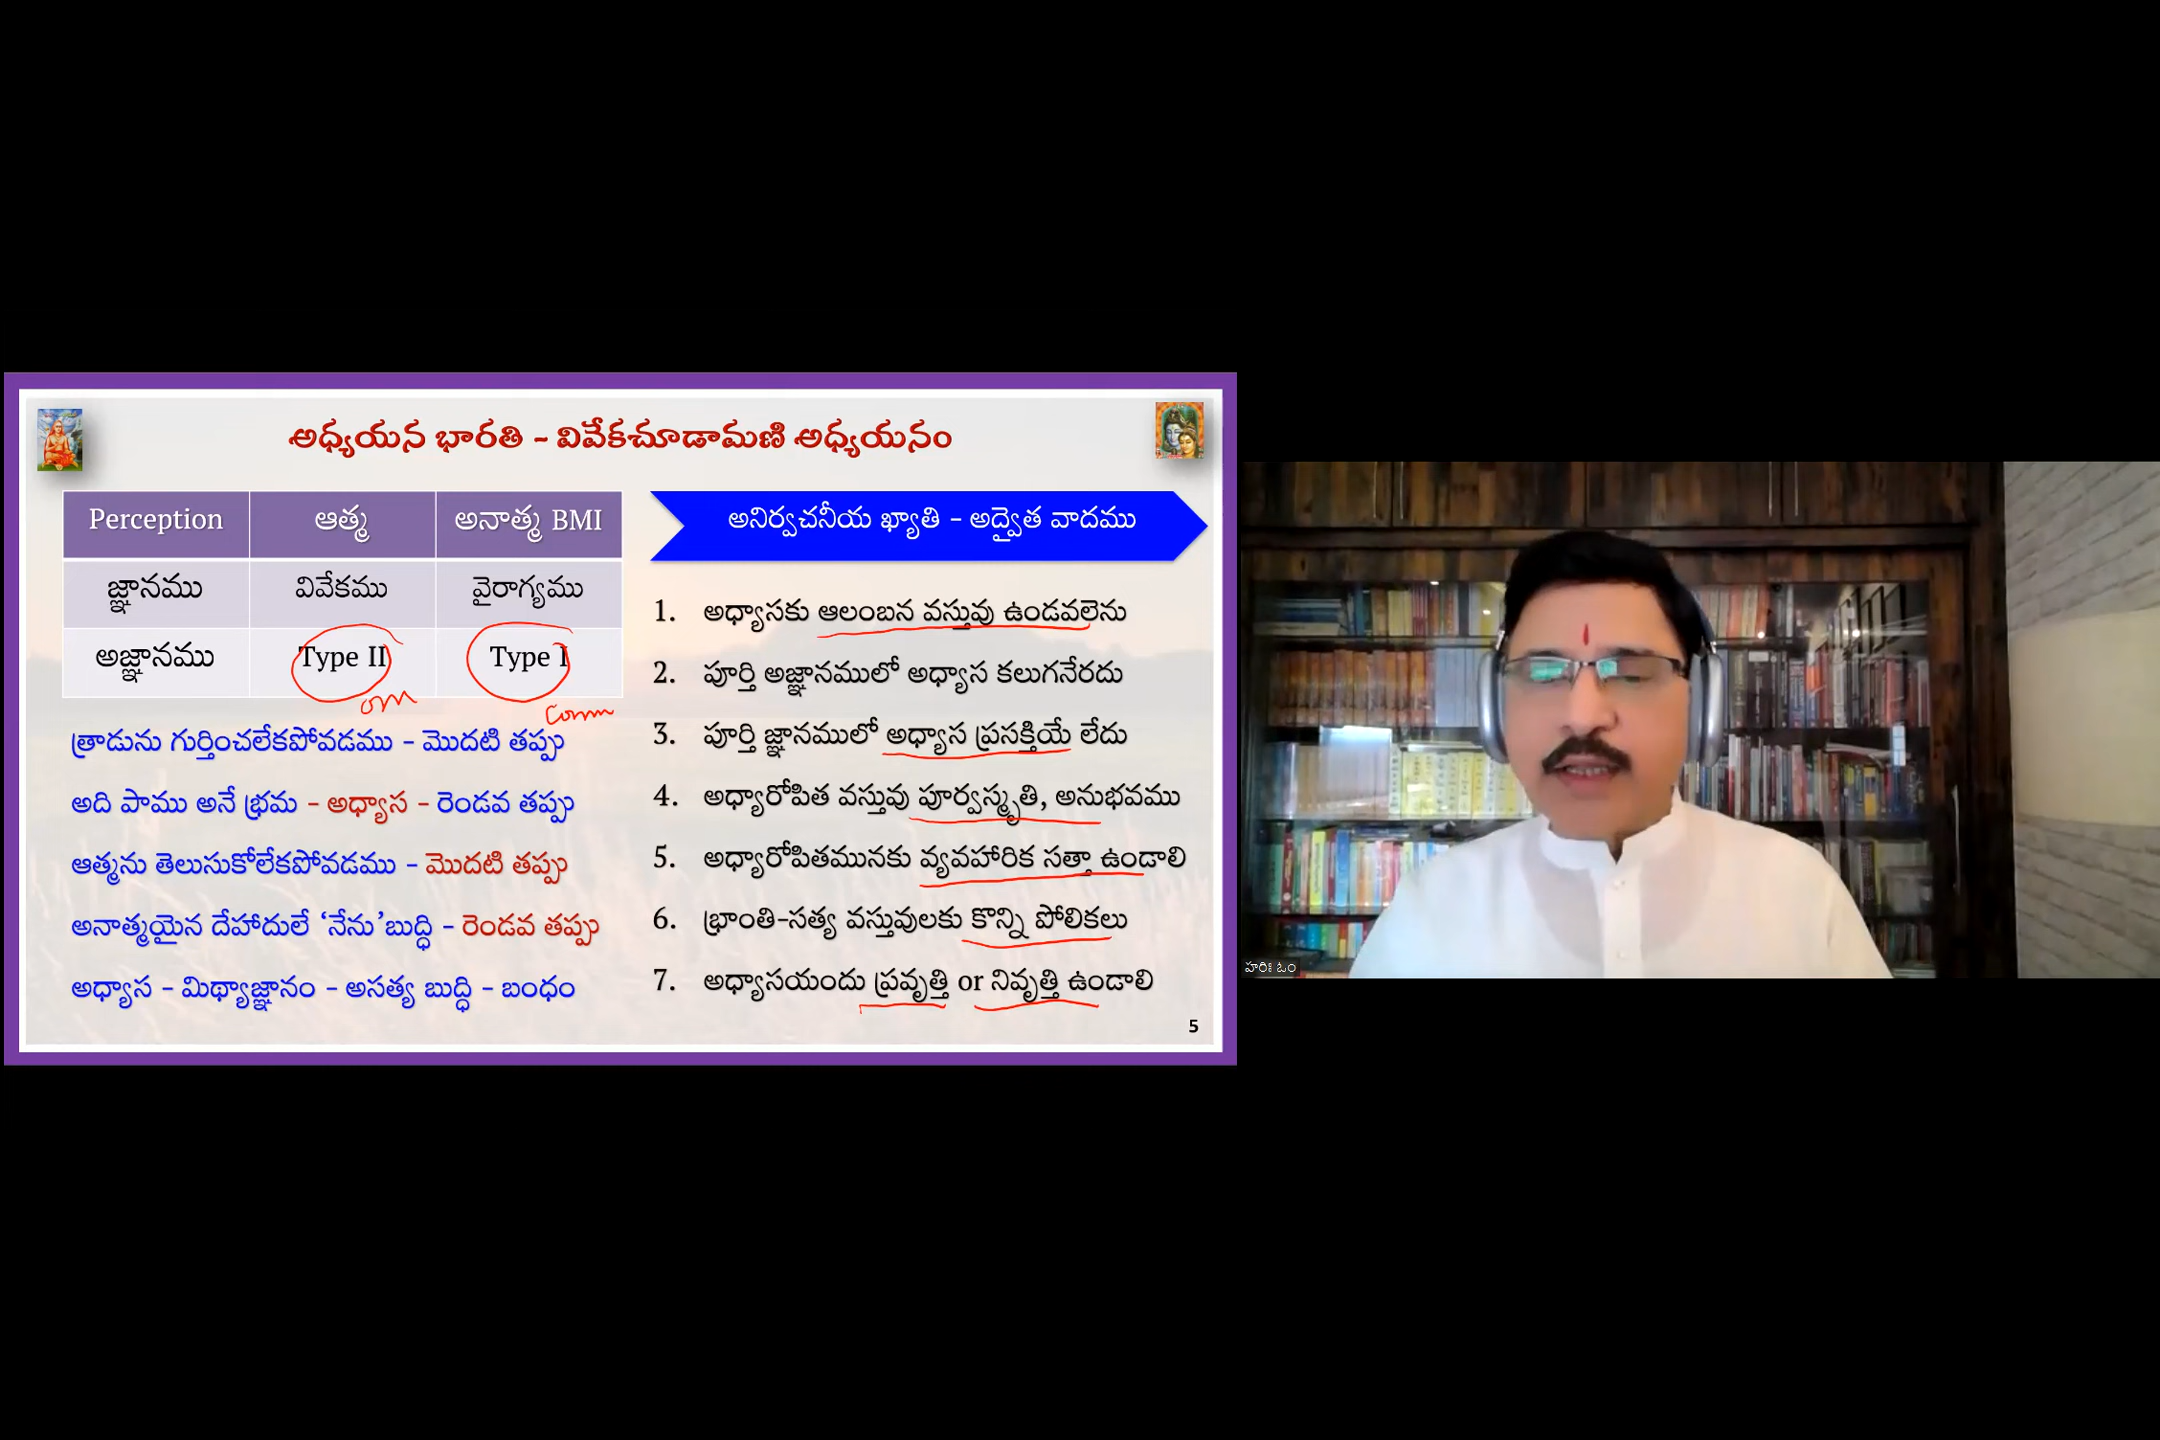 అధ్యయన భారతి ~ వివేకచూడామణి అధ్యయనం
Perception ఆత్మ అనాత్మ BMI
జ్ఞానము వివేకము వైరాగ్యము
అజ్ఞానము Type II Type I
om
Comm
త్రాడును గుర్తించలేకపోవడము - మొదటి తప్పు
అది పాము అనే భ్రమ - అధ్యాస - రెండవ తప్పు
ఆత్మను తెలుసుకోలేకపోవడము - మొదటి తప్పు
అనాత్మయైన దేహాదులే ‘నేను’బుద్ధి - రెండవ తప్పు
అధ్యాస - మిథ్యాజ్ఞానం - అసత్య బుద్ధి - బంధం
అనిర్వచనీయ ఖ్యాతి - అద్వైత వాదము
1. అధ్యాసకు ఆలంబన వస్తువు ఉండవలెను
2. పూర్తి అజ్ఞానములో అధ్యాస కలుగనేరదు
3. పూర్తి జ్ఞానములో అధ్యాస ప్రసక్తియే లేదు
4. అధ్యారోపిత వస్తువు పూర్వస్మృతి, అనుభవము
5. అధ్యారోపితమునకు వ్యవహారిక సత్తా ఉండాలి
6. భ్రాంతి-సత్య వస్తువులకు కొన్ని పోలికలు
7. అధ్యాసయందు ప్రవృత్తి or నివృత్తి ఉండాలి
5
హరిః ఓం